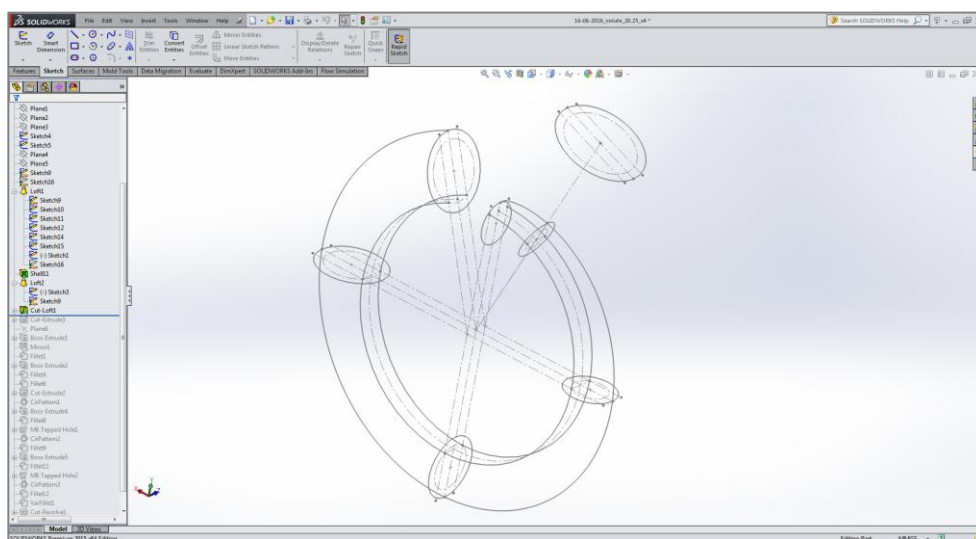 SOLIDWORKS File Edit View Insert Tools Window Help
16-06-2016_volute_20.25_v4 *
Search SOLIDWORKS Help
Sketch Smart Dimension Trim Entities Convert Entities Offset Entities Mirror Entities Linear Sketch Pattern Move Entities Display/Delete Relations Repair Sketch Quick Snaps Rapid Sketch
Features Sketch Surfaces Mold Tools Data Migration Evaluate DimXpert SOLIDWORKS Add-Ins Flow Simulation
Plane1
Plane2
Plane3
Sketch4
Sketch5
Plane4
Plane5
Sketch9
Sketch16
Loft1
Sketch9
Sketch10
Sketch11
Sketch12
Sketch14
Sketch15
(-) Sketch1
Sketch16
Shell1
Loft2
(-) Sketch3
Sketch9
Cut-Loft1
Cut-Extrude3
Boss-Extrude1
Mirror1
Fillet1
Boss-Extrude2
Fillet4
Cut-Extrude2
CirPattern1
Boss-Extrude4
M8 Tapped Hole1
CirPattern2
Fillet9
Boss-Extrude5
Fillet11
M6 Tapped Hole2
CirPattern3
Fillet12
VarFillet1
Cut-Revolve1
Model 3D Views
SOLIDWORKS Premium 2015 x64 Edition
Editing Part
MMGS